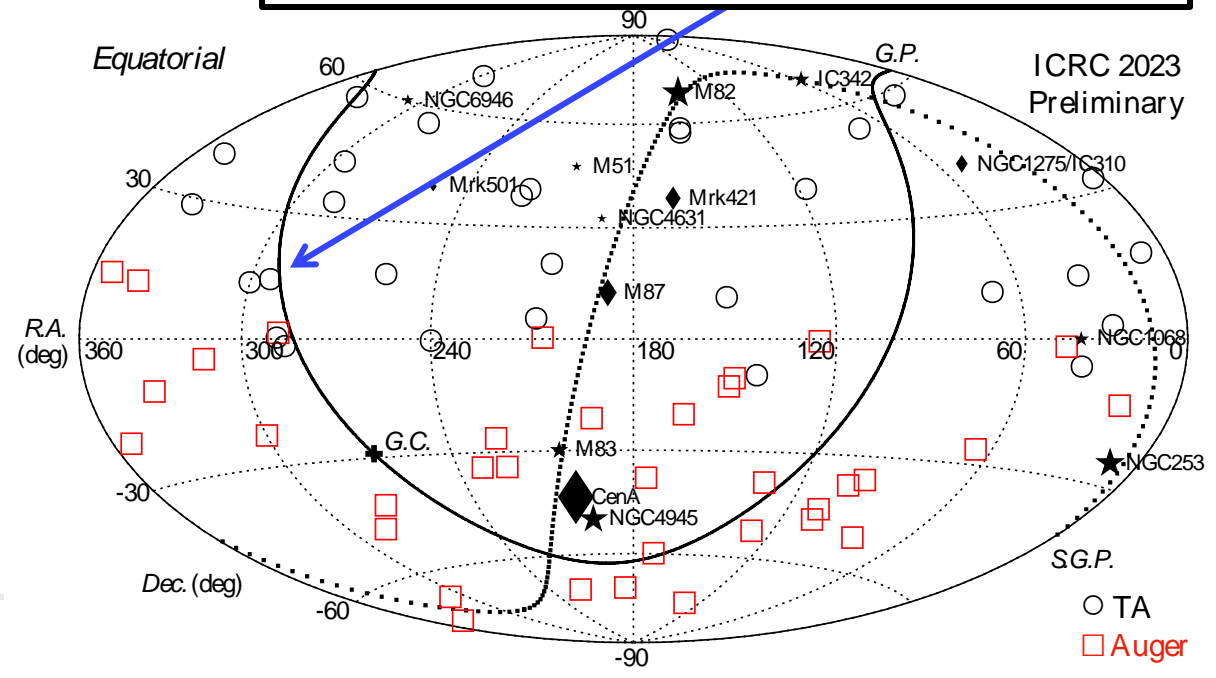 90
Equatorial
G.P.
ICRC 2023
Preliminary
60
IC342
M82
NGC6946
M51
NGC1275/IC310
30
Mrk501
Mrk421
NGC4631
M87
R.A.
(deg)
360
300
240
180
120
60
0
NGC1068
G.C.
M83
NGC253
-30
CenA
NGC4945
S.G.P.
Dec. (deg)
-60
TA
Auger
-90